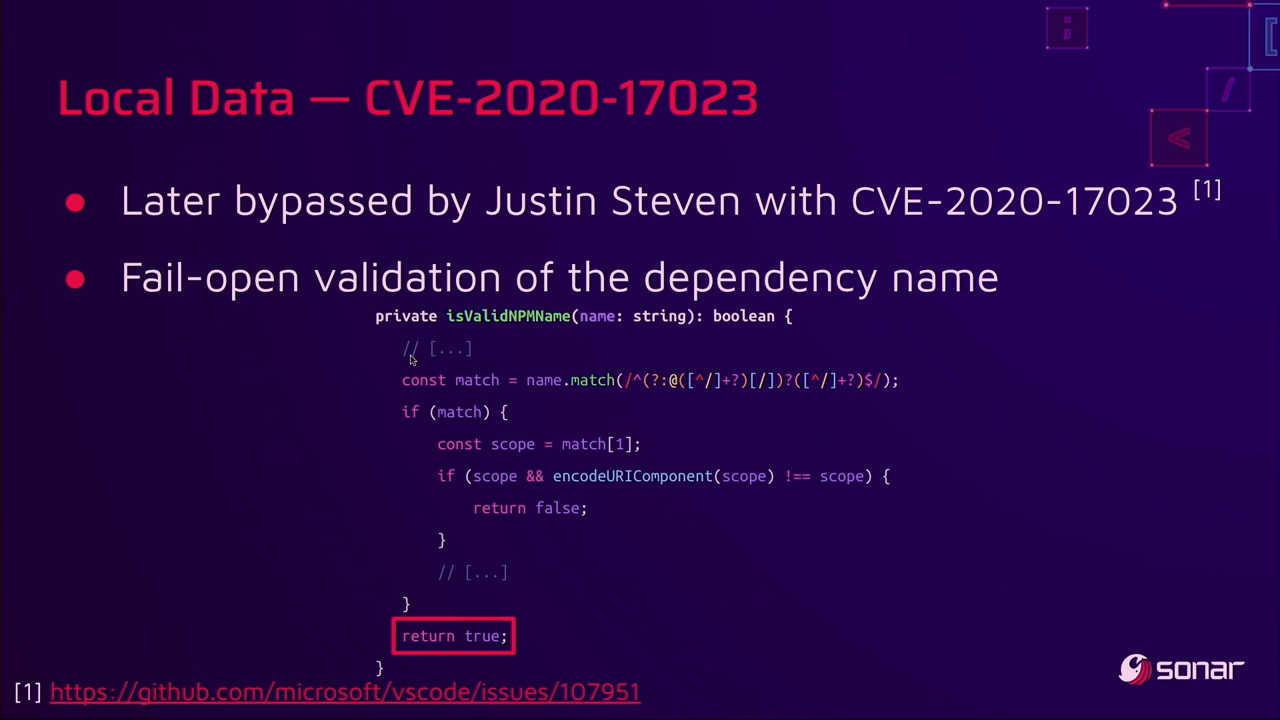 ;
[
/
<
Local Data — CVE-2020-17023
● Later bypassed by Justin Steven with CVE-2020-17023 [1]
● Fail-open validation of the dependency name
private isValidNPMName(name: string): boolean {
// [...]
const match = name.match(/^(?:@([^/]+?)[/])?([^/]+?)$/);
if (match) {
const scope = match[1];
if (scope && encodeURIComponent(scope) !== scope) {
return false;
}
// [...]
}
return true;
}
[1] https://github.com/microsoft/vscode/issues/107951
sonar